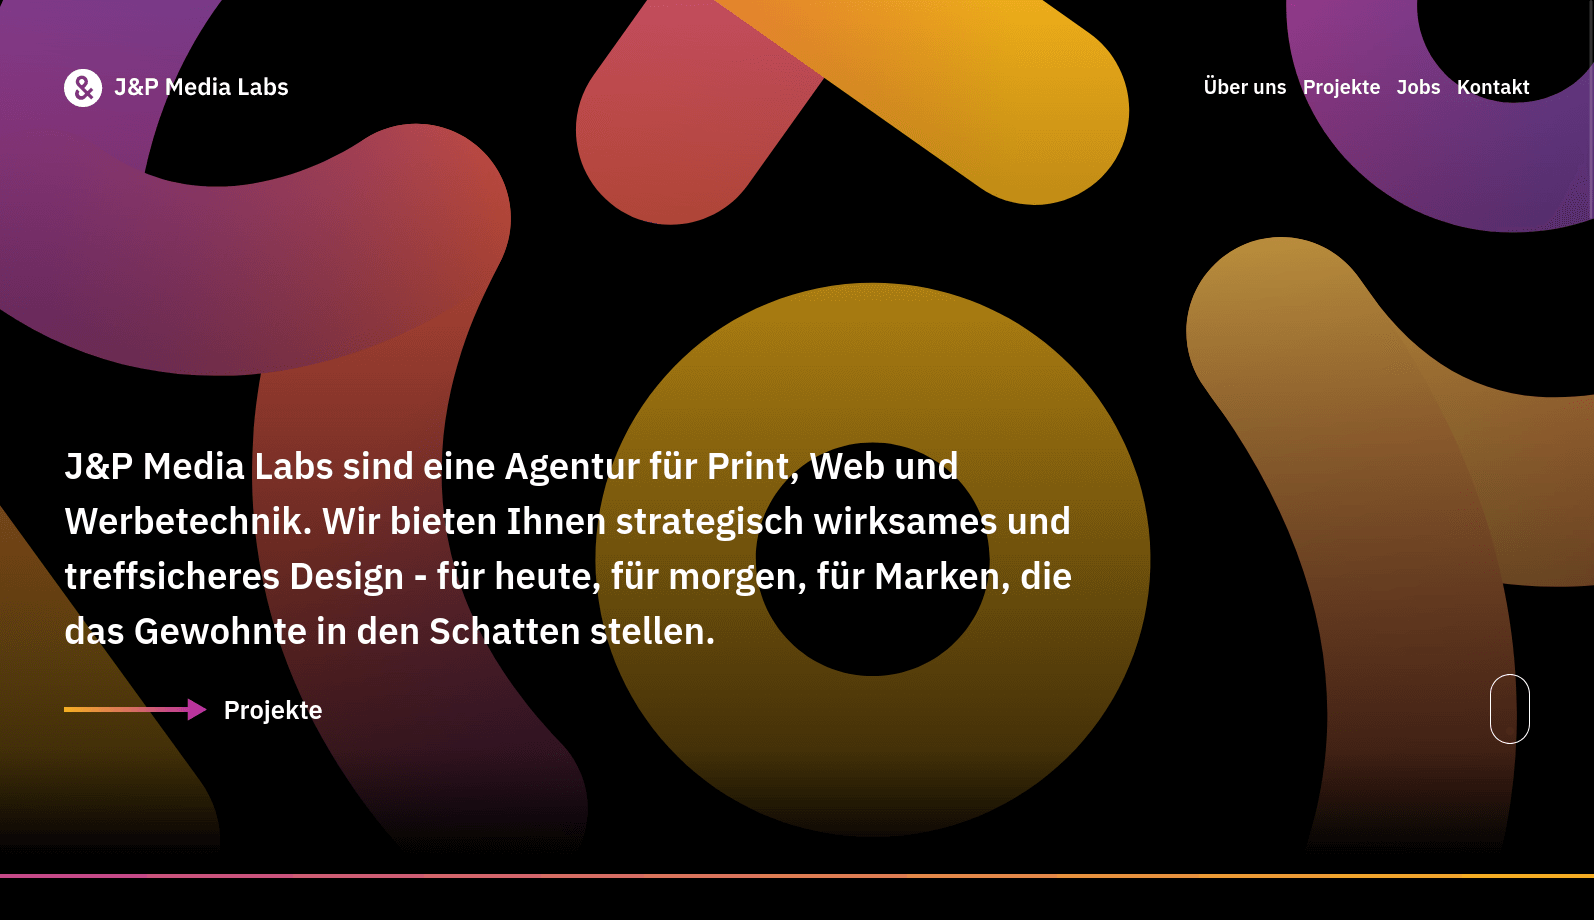 & J&P Media Labs
Über uns Projekte Jobs Kontakt
J&P Media Labs sind eine Agentur für Print, Web und
Werbetechnik. Wir bieten Ihnen strategisch wirksames und
treffsicheres Design - für heute, für morgen, für Marken, die
das Gewohnte in den Schatten stellen.
Projekte